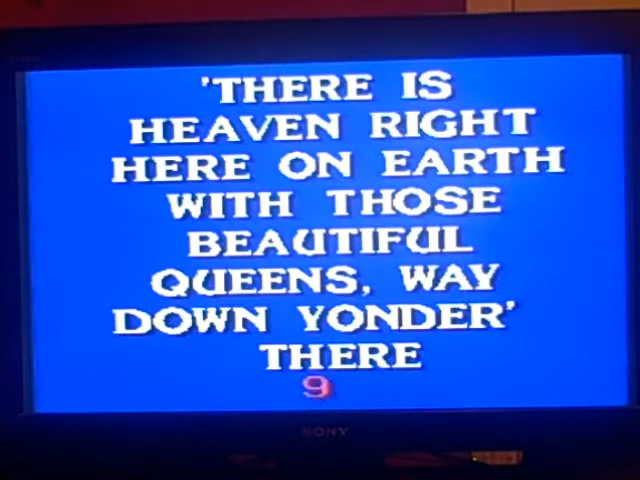 'THERE IS
HEAVEN RIGHT
HERE ON EARTH
WITH THOSE
BEAUTIFUL
QUEENS, WAY
DOWN YONDER'
THERE
9
SONY